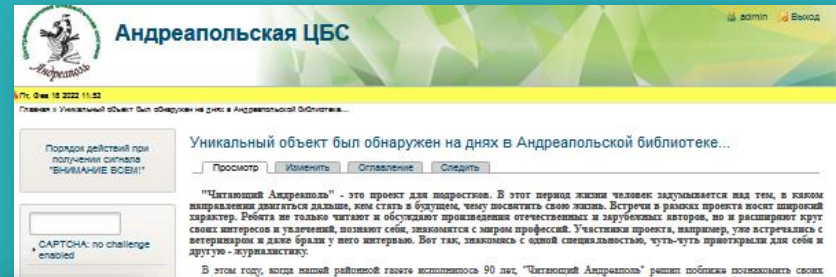 Андреапольская ЦБС
admin Выход
Пт, Фев 18 2022 11:52
Главная » Уникальный объект был обнаружен на днях в Андреапольской библиотеке...
Порядок действий при
получении сигнала
"ВНИМАНИЕ ВСЕМ!"
CAPTCHA: no challenge
enabled
Уникальный объект был обнаружен на днях в Андреапольской библиотеке...
Просмотр Изменить Оглавление Следить
"Читающий Андреаполь" - это проект для подростков. В этот период жизни человек задумывается над тем, в каком
направлении двигаться дальше, кем стать в будущем, чему посвятить свою жизнь. Встречи в рамках проекта носят широкий
характер. Ребята не только читают и обсуждают произведения отечественных и зарубежных авторов, но и расширяют круг
своих интересов и увлечений, познают себя, знакомятся с миром профессий. Участники проекта, например, уже встречались с
ветеринаром и даже брали у него интервью. Вот так, знакомясь с одной специальностью, чуть-чуть приоткрыли для себя и
другую - журналистику.
В этом году, когда нашей районной газете исполнилось 90 лет, "Читающий Андреаполь" решил поближе познакомить своих